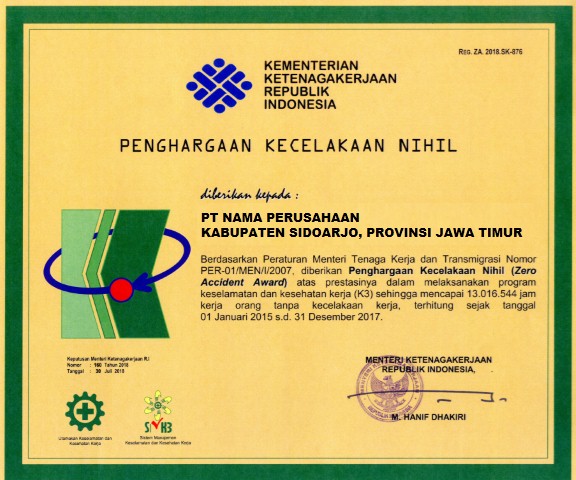 REG. ZA. 2018.SK-876
KEMENTERIAN
KETENAGAKERJAAN
REPUBLIK
INDONESIA
PENGHARGAAN KECELAKAAN NIHIL
diberikan kepada :
PT NAMA PERUSAHAAN
KABUPATEN SIDOARJO, PROVINSI JAWA TIMUR
Berdasarkan Peraturan Menteri Tenaga Kerja dan Transmigrasi Nomor
PER-01/MEN/I/2007, diberikan Penghargaan Kecelakaan Nihil (Zero
Accident Award) atas prestasinya dalam melaksanakan program
keselamatan dan kesehatan kerja (K3) sehingga mencapai 13.016.544 jam
kerja orang tanpa kecelakaan kerja, terhitung sejak tanggal
01 Januari 2015 s.d. 31 Desember 2017.
Keputusan Menteri Ketenagakerjaan RI
Nomor : 160 Tahun 2018
Tanggal : 20 Juli 2018
MENTERI KETENAGAKERJAAN
REPUBLIK INDONESIA,
M. HANIF DHAKIRI
SMK3
Utamakan Keselamatan dan
Kesehatan Kerja
Sistem Manajemen
Keselamatan dan Kesehatan Kerja